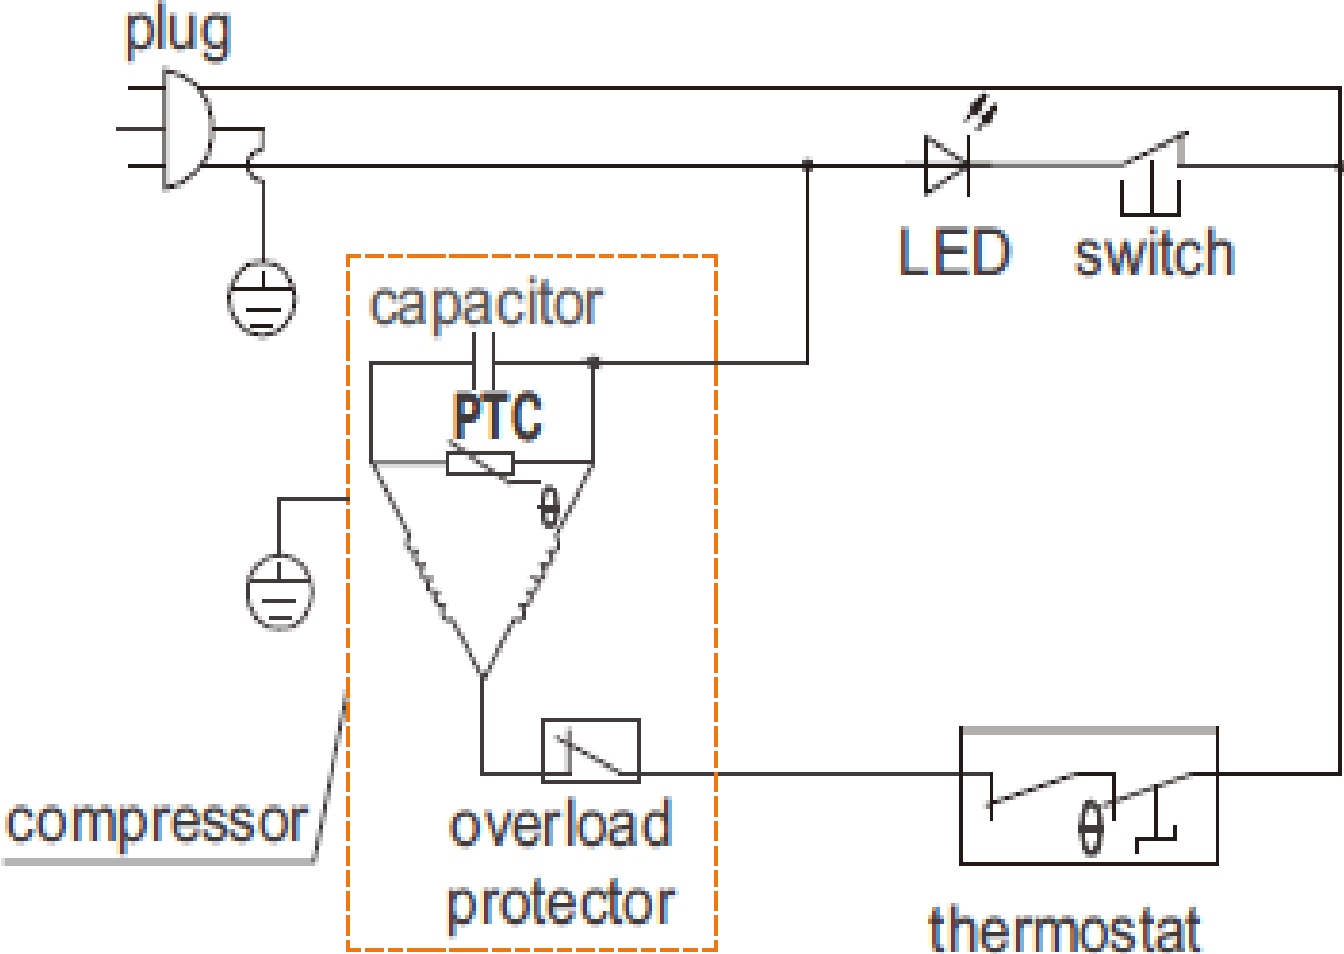 plug
LED
switch
capacitor
PTC
θ
compressor
overload
protector
θ
thermostat